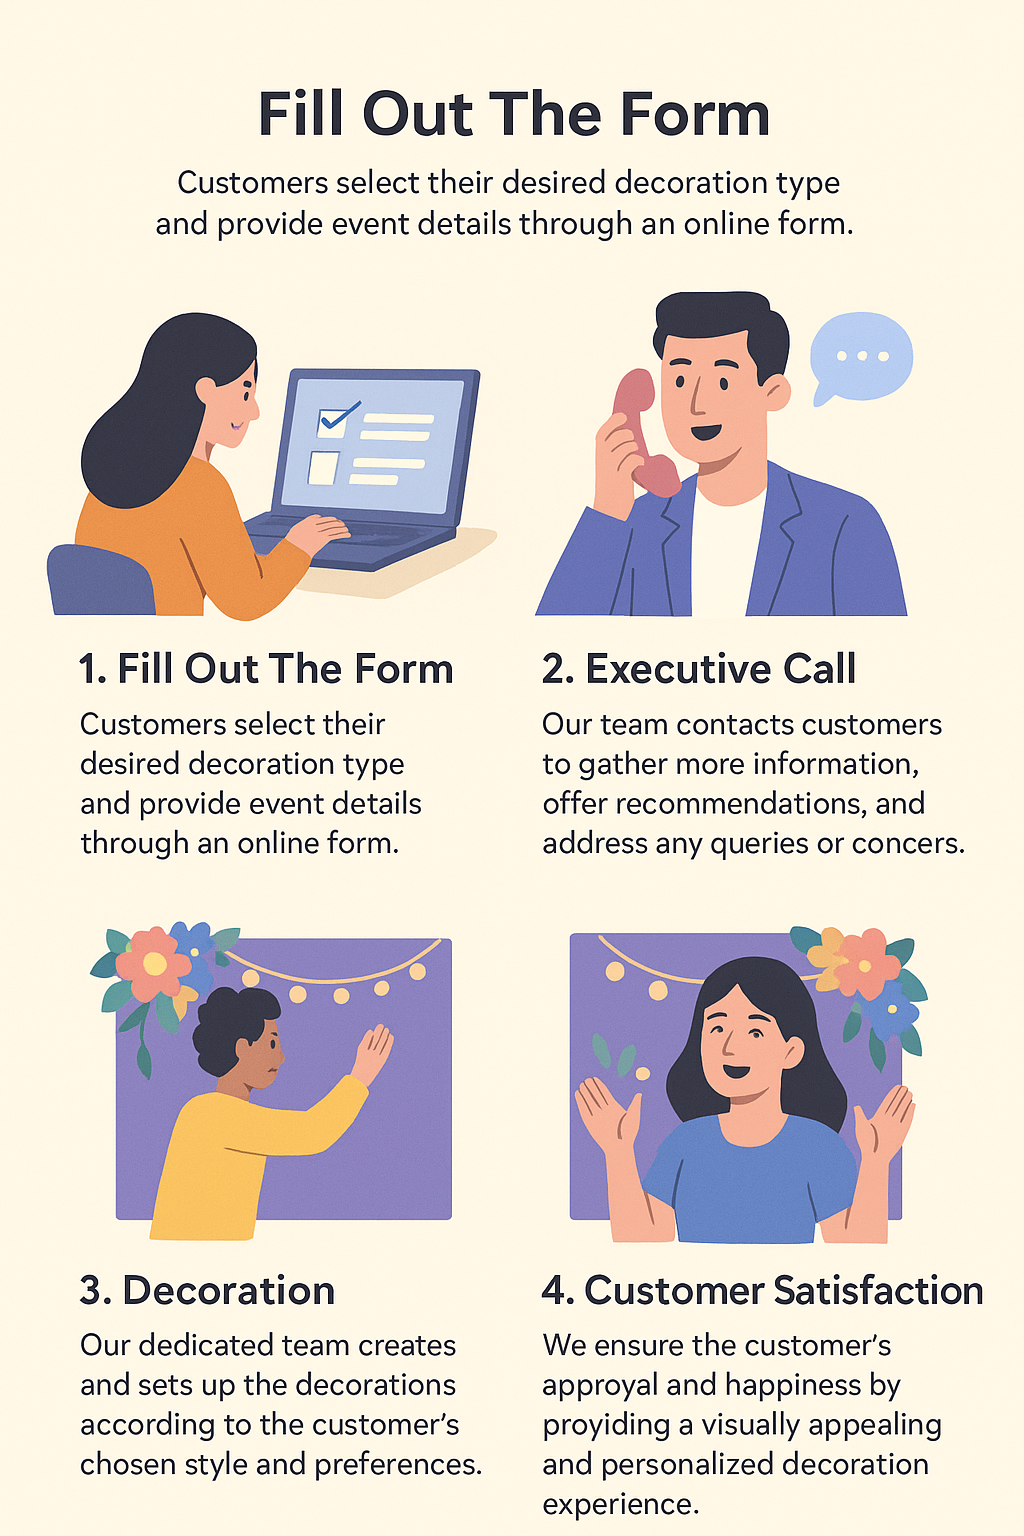 Fill Out The Form
Customers select their desired decoration type
and provide event details through an online form.
1. Fill Out The Form
Customers select their
desired decoration type
and provide event details
through an online form.
2. Executive Call
Our team contacts customers
to gather more information,
offer recommendations, and
address any queries or concers.
3. Decoration
Our dedicated team creates
and sets up the decorations
according to the customer's
chosen style and preferences.
4. Customer Satisfaction
We ensure the customer's
approyal and happiness by
providing a visually appealing
and personalized decoration
experience.